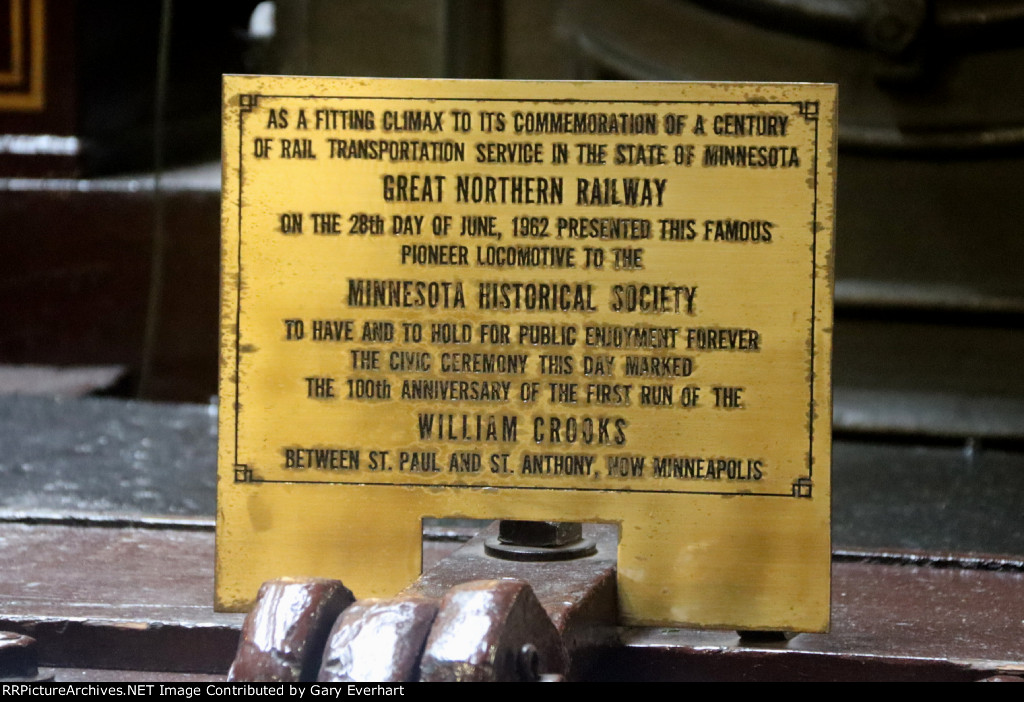 AS A FITTING CLIMAX TO ITS COMMEMORATION OF A CENTURY
OF RAIL TRANSPORTATION SERVICE IN THE STATE OF MINNESOTA
GREAT NORTHERN RAILWAY
ON THE 28th DAY OF JUNE, 1962 PRESENTED THIS FAMOUS
PIONEER LOCOMOTIVE TO THE
MINNESOTA HISTORICAL SOCIETY
TO HAVE AND TO HOLD FOR PUBLIC ENJOYMENT FOREVER
THE CIVIC CEREMONY THIS DAY MARKED
THE 100th ANNIVERSARY OF THE FIRST RUN OF THE
WILLIAM CROOKS
BETWEEN ST. PAUL AND ST. ANTHONY, NOW MINNEAPOLIS
RRPictureArchives.NET Image Contributed by Gary Everhart